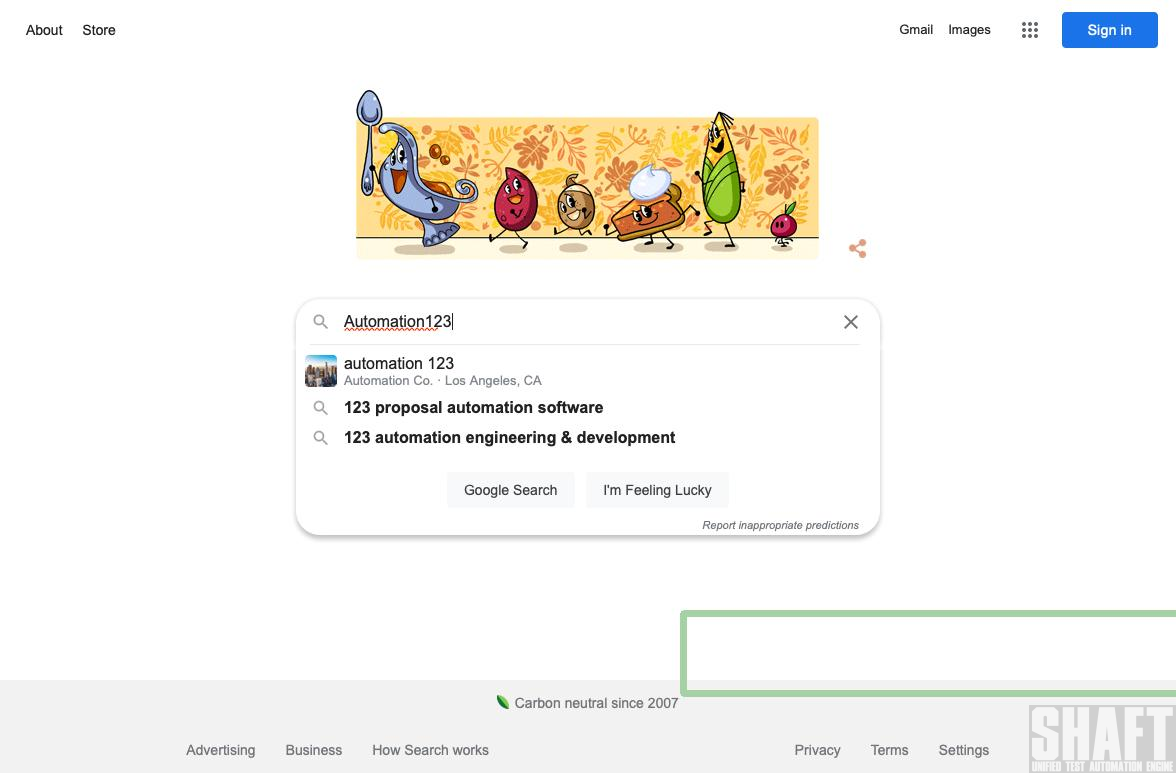 About Store Gmail Images Sign in
Automation123
automation 123
Automation Co. · Los Angeles, CA
123 proposal automation software
123 automation engineering & development
Google Search I'm Feeling Lucky
Report inappropriate predictions
Carbon neutral since 2007
Advertising Business How Search works Privacy Terms Settings
SHAFT
UNIFIED TEST AUTOMATION ENGINE